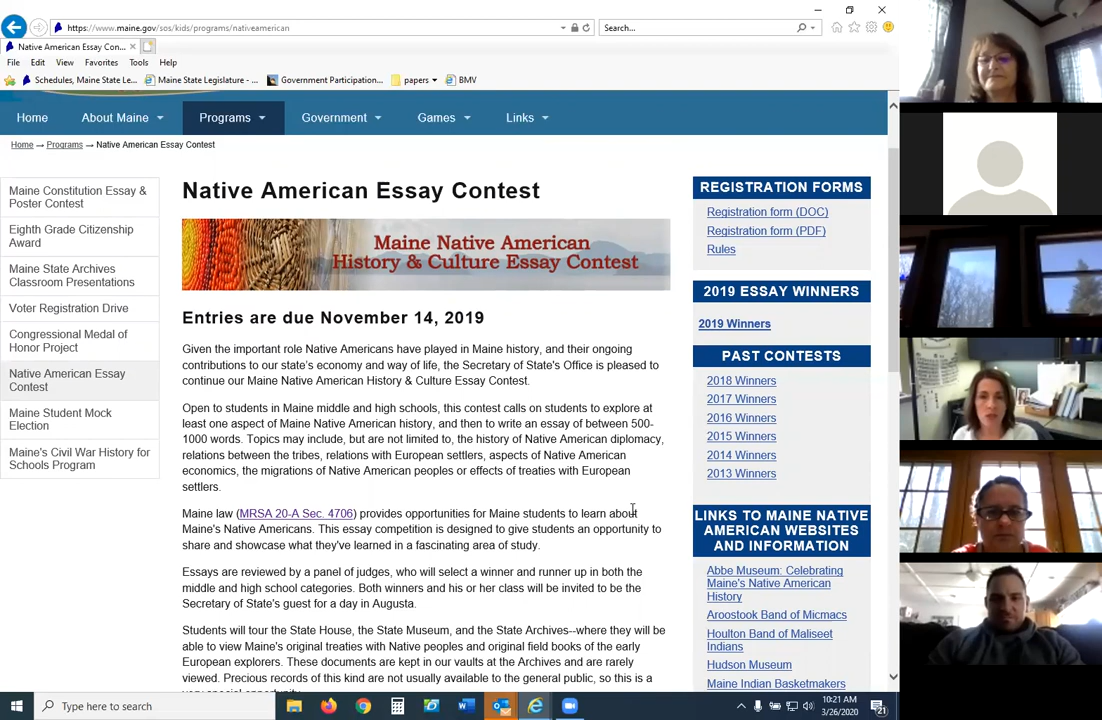 https://www.maine.gov/sos/kids/programs/nativeamerican
Search...
Native American Essay Con...
File Edit View Favorites Tools Help
Schedules, Maine State Le... Maine State Legislature - ... Government Participation... papers BMV
Home About Maine Programs Government Games Links
Home → Programs → Native American Essay Contest
Maine Constitution Essay &
Poster Contest
Eighth Grade Citizenship
Award
Maine State Archives
Classroom Presentations
Voter Registration Drive
Congressional Medal of
Honor Project
Native American Essay
Contest
Maine Student Mock
Election
Maine's Civil War History for
Schools Program
Native American Essay Contest
Maine Native American
History & Culture Essay Contest
Entries are due November 14, 2019
Given the important role Native Americans have played in Maine history, and their ongoing
contributions to our state's economy and way of life, the Secretary of State's Office is pleased to
continue our Maine Native American History & Culture Essay Contest.
Open to students in Maine middle and high schools, this contest calls on students to explore at
least one aspect of Maine Native American history, and then to write an essay of between 500-
1000 words. Topics may include, but are not limited to, the history of Native American diplomacy,
relations between the tribes, relations with European settlers, aspects of Native American
economics, the migrations of Native American peoples or effects of treaties with European
settlers.
Maine law (MRSA 20-A Sec. 4706) provides opportunities for Maine students to learn about
Maine's Native Americans. This essay competition is designed to give students an opportunity to
share and showcase what they've learned in a fascinating area of study.
Essays are reviewed by a panel of judges, who will select a winner and runner up in both the
middle and high school categories. Both winners and his or her class will be invited to be the
Secretary of State's guest for a day in Augusta.
Students will tour the State House, the State Museum, and the State Archives--where they will be
able to view Maine's original treaties with Native peoples and original field books of the early
European explorers. These documents are kept in our vaults at the Archives and are rarely
viewed. Precious records of this kind are not usually available to the general public, so this is a
very special opportunity.
REGISTRATION FORMS
Registration form (DOC)
Registration form (PDF)
Rules
2019 ESSAY WINNERS
2019 Winners
PAST CONTESTS
2018 Winners
2017 Winners
2016 Winners
2015 Winners
2014 Winners
2013 Winners
LINKS TO MAINE NATIVE
AMERICAN WEBSITES
AND INFORMATION
Abbe Museum: Celebrating
Maine's Native American
History
Aroostook Band of Micmacs
Houlton Band of Maliseet
Indians
Hudson Museum
Maine Indian Basketmakers
Type here to search
10:21 AM
3/26/2020
21